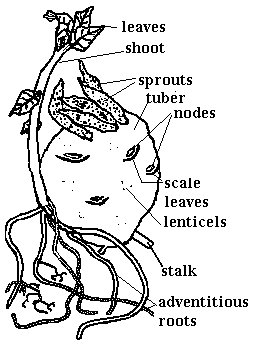 leaves
shoot
sprouts
tuber
nodes
scale
leaves
lenticels
stalk
adventitious
roots